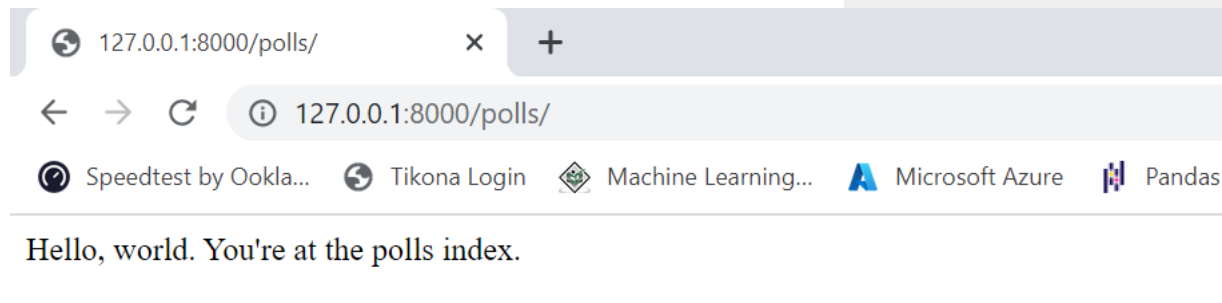 127.0.0.1:8000/polls/
127.0.0.1:8000/polls/
Speedtest by Ookla... Tikona Login Machine Learning... Microsoft Azure Pandas
Hello, world. You're at the polls index.